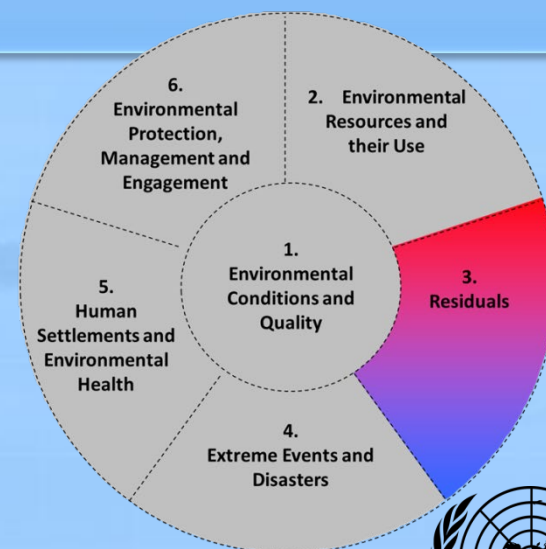 6.
Environmental
Protection,
Management and
Engagement
2. Environmental
Resources and
their Use
1.
Environmental
Conditions and
Quality
3.
Residuals
5.
Human
Settlements and
Environmental
Health
4.
Extreme Events and
Disasters